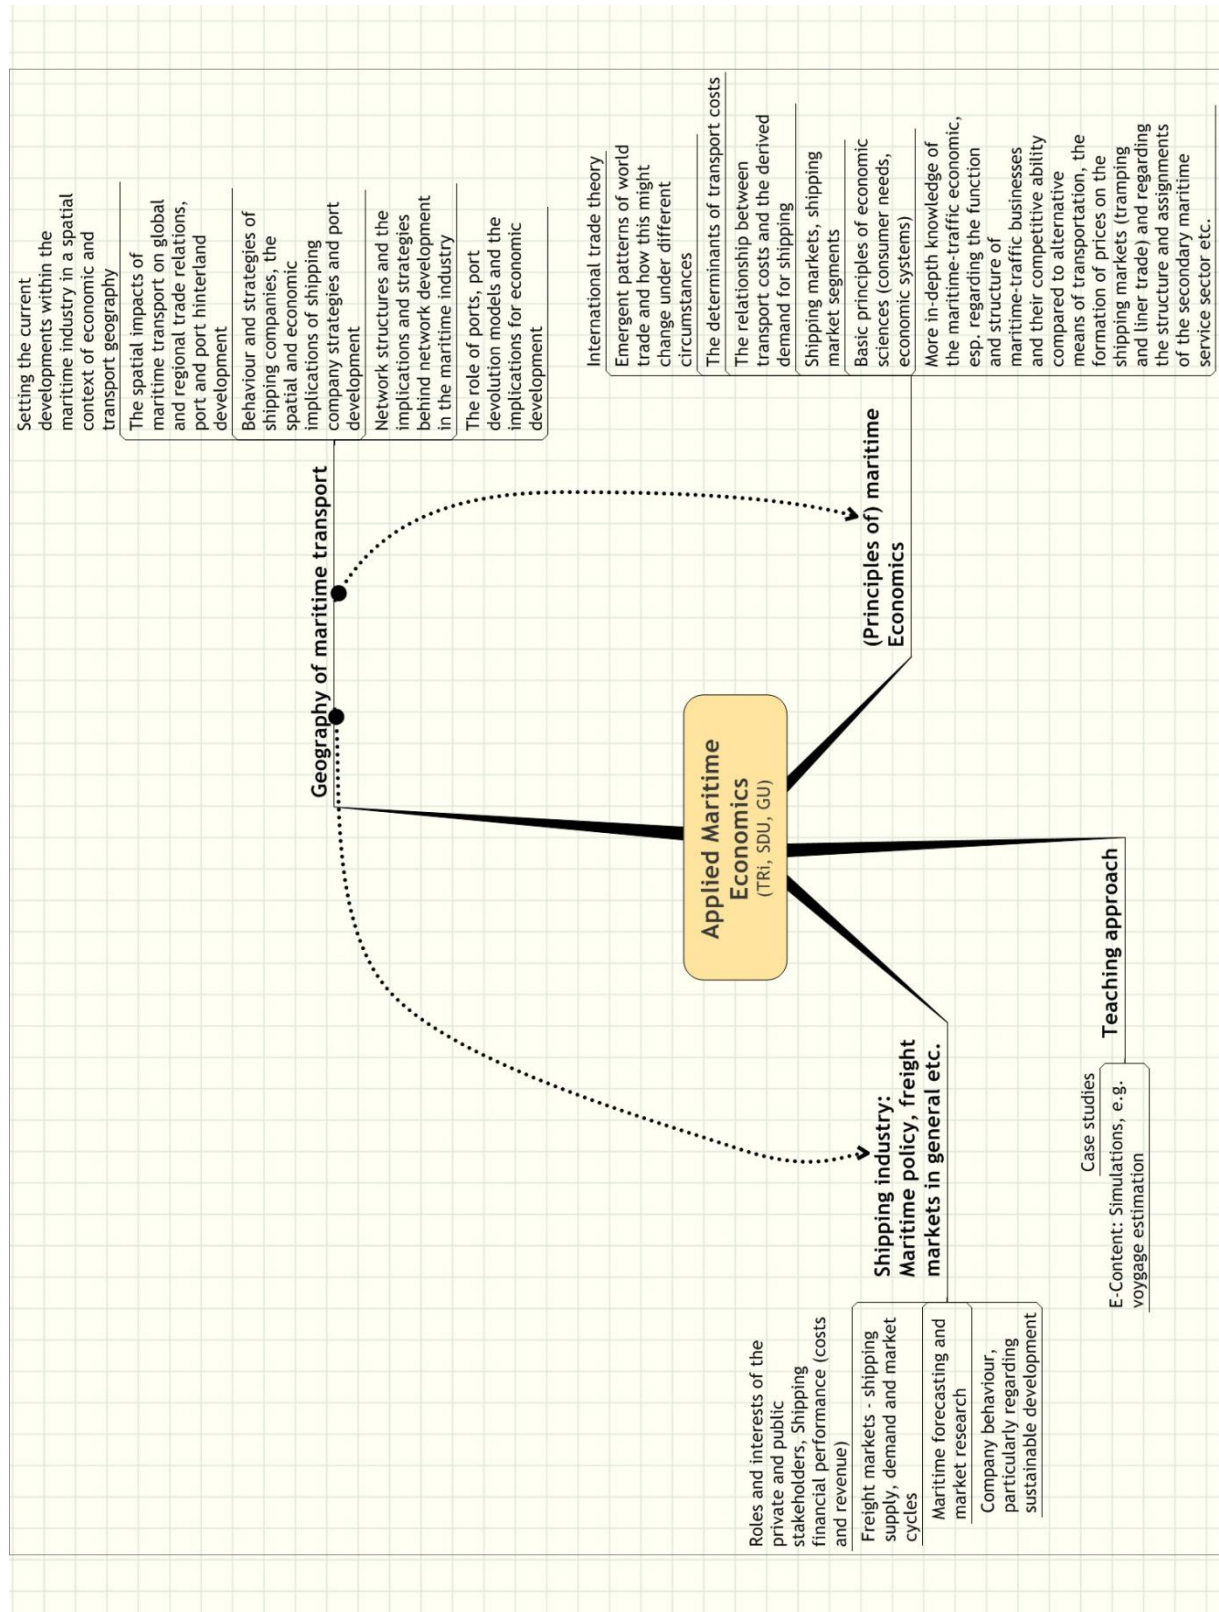 Applied Maritime
Economics
(TRi, SDU, GU)
Geography of maritime transport
Setting the current
developments within the
maritime industry in a spatial
context of economic and
transport geography
The spatial impacts of
maritime transport on global
and regional trade relations,
port and port hinterland
development
Behaviour and strategies of
shipping companies, the
spatial and economic
implications of shipping
company strategies and port
development
Network structures and the
implications and strategies
behind network development
in the maritime industry
The role of ports, port
devolution models and the
implications for economic
development
(Principles of) maritime
Economics
International trade theory
Emergent patterns of world
trade and how this might
change under different
circumstances
The determinants of transport costs
The relationship between
transport costs and the derived
demand for shipping
Shipping markets, shipping
market segments
Basic principles of economic
sciences (consumer needs,
economic systems)
More in-depth knowledge of
the maritime-traffic economic,
esp. regarding the function
and structure of
maritime-traffic businesses
and their competitive ability
compared to alternative
means of transportation, the
formation of prices on the
shipping markets (tramping
and liner trade) and regarding
the structure and assignments
of the secondary maritime
service sector etc.
Shipping industry:
Maritime policy, freight
markets in general etc.
Roles and interests of the
private and public
stakeholders, Shipping
financial performance (costs
and revenue)
Freight markets - shipping
supply, demand and market
cycles
Maritime forecasting and
market research
Company behaviour,
particularly regarding
sustainable development
Teaching approach
Case studies
E-Content: Simulations, e.g.
voygage estimation